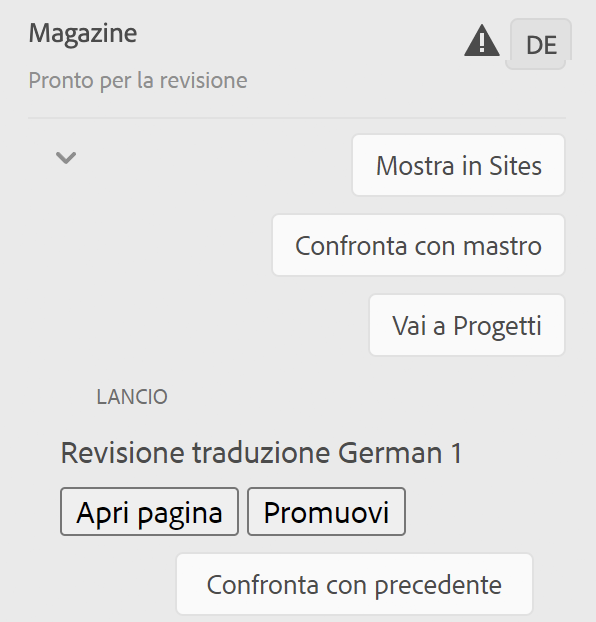 Magazine
DE
Pronto per la revisione
Mostra in Sites
Confronta con mastro
Vai a Progetti
LANCIO
Revisione traduzione German 1
Apri pagina Promuovi
Confronta con precedente